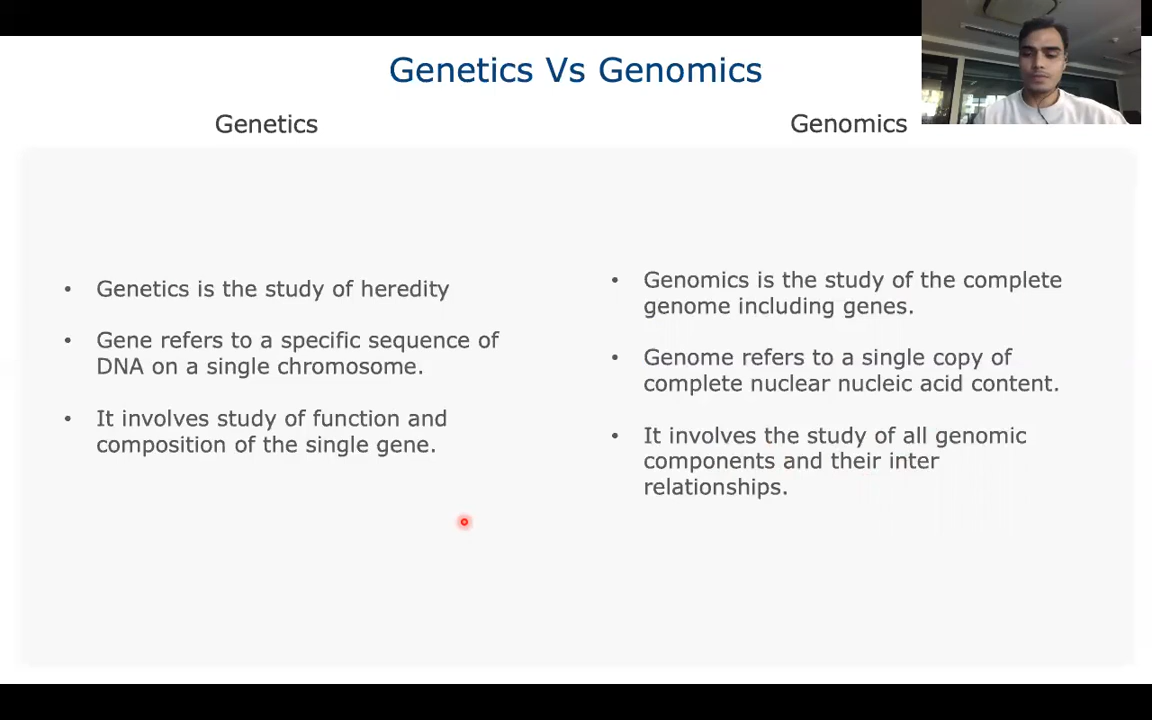 Genetics Vs Genomics
Genetics
Genomics
• Genetics is the study of heredity
• Gene refers to a specific sequence of
DNA on a single chromosome.
• It involves study of function and
composition of the single gene.
• Genomics is the study of the complete
genome including genes.
• Genome refers to a single copy of
complete nuclear nucleic acid content.
• It involves the study of all genomic
components and their inter
relationships.